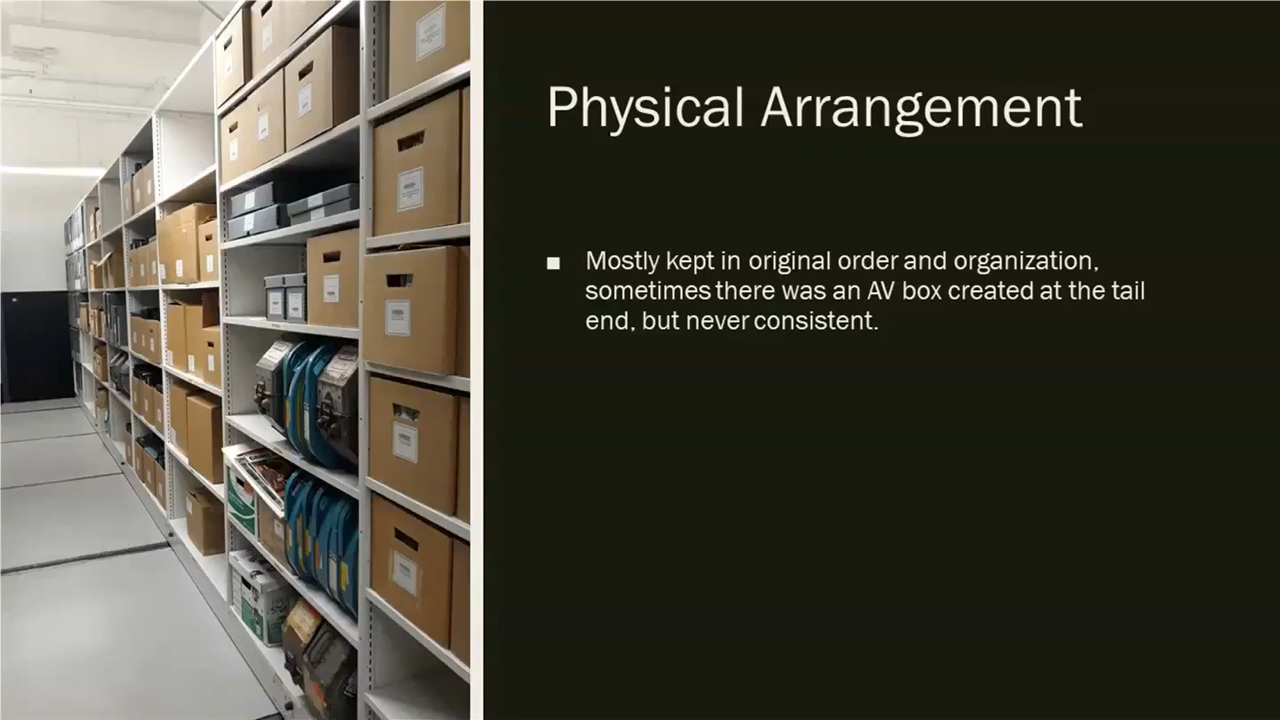 Physical Arrangement
Mostly kept in original order and organization,
sometimes there was an AV box created at the tail
end, but never consistent.